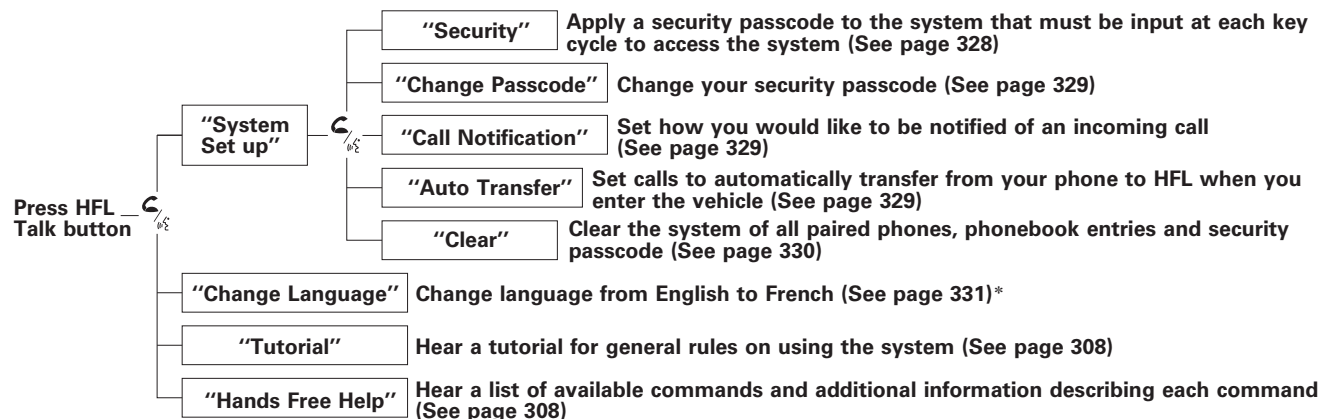 "Security" Apply a security passcode to the system that must be input at each key
cycle to access the system (See page 328)
"Change Passcode" Change your security passcode (See page 329)
"System
Set up"
"Call Notification" Set how you would like to be notified of an incoming call
(See page 329)
"Auto Transfer" Set calls to automatically transfer from your phone to HFL when you
enter the vehicle (See page 329)
Press HFL
Talk button
"Clear" Clear the system of all paired phones, phonebook entries and security
passcode (See page 330)
"Change Language" Change language from English to French (See page 331)*
"Tutorial" Hear a tutorial for general rules on using the system (See page 308)
"Hands Free Help" Hear a list of available commands and additional information describing each command
(See page 308)